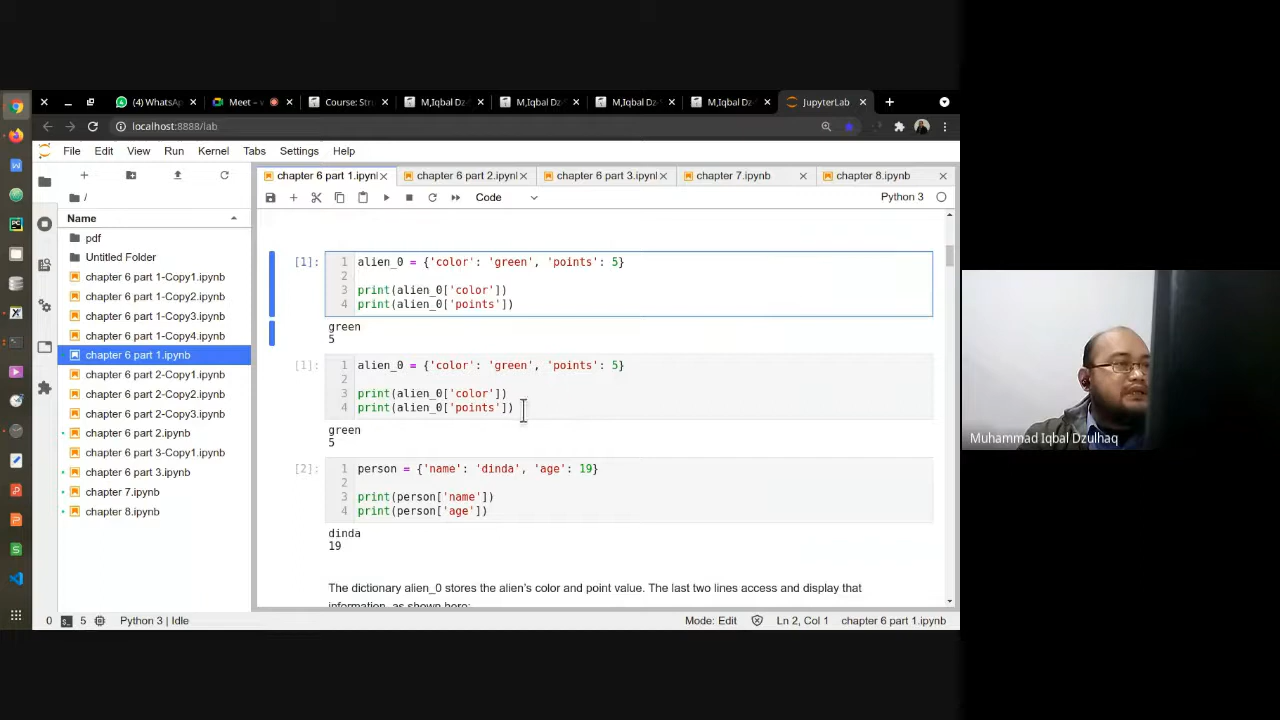 (4) WhatsA
Meet –
Course: Str
M,Iqbal Dz
M,Iqbal Dz
M,Iqbal Dz
M,Iqbal Dz
JupyterLab
localhost:8888/lab
File Edit View Run Kernel Tabs Settings Help
chapter 6 part 1.ipynl
chapter 6 part 2.ipynl
chapter 6 part 3.ipynl
chapter 7.ipynb
chapter 8.ipynb
/
Code
Python 3
Name
pdf
Untitled Folder
chapter 6 part 1-Copy1.ipynb
chapter 6 part 1-Copy2.ipynb
chapter 6 part 1-Copy3.ipynb
chapter 6 part 1-Copy4.ipynb
chapter 6 part 1.ipynb
chapter 6 part 2-Copy1.ipynb
chapter 6 part 2-Copy2.ipynb
chapter 6 part 2-Copy3.ipynb
chapter 6 part 2.ipynb
chapter 6 part 3-Copy1.ipynb
chapter 6 part 3.ipynb
chapter 7.ipynb
chapter 8.ipynb
[1]: 1 alien_0 = {'color': 'green', 'points': 5}
2
3 print(alien_0['color'])
4 print(alien_0['points'])
green
5
[1]: 1 alien_0 = {'color': 'green', 'points': 5}
2
3 print(alien_0['color'])
4 print(alien_0['points'])
green
5
[2]: 1 person = {'name': 'dinda', 'age': 19}
2
3 print(person['name'])
4 print(person['age'])
dinda
19
The dictionary alien_0 stores the alien's color and point value. The last two lines access and display that
information, as shown here:
0 5 Python 3 | Idle
Mode: Edit Ln 2, Col 1 chapter 6 part 1.ipynb
Muhammad Iqbal Dzulhaq